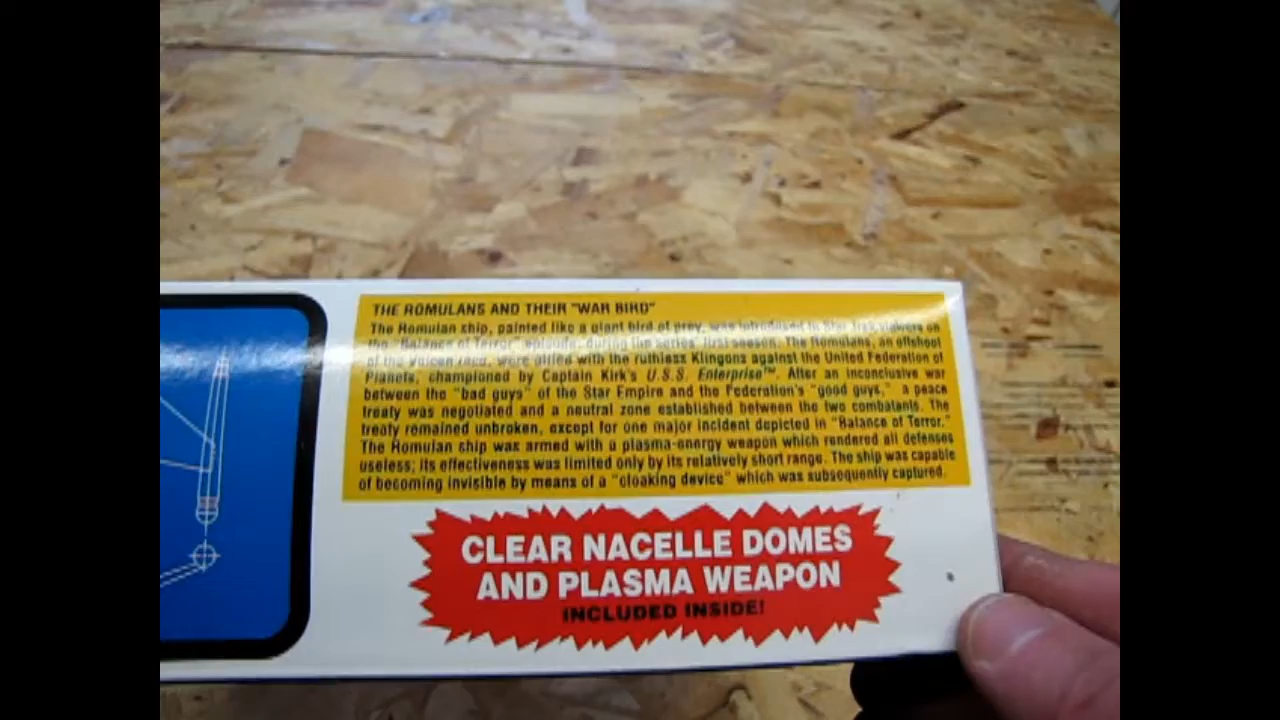 THE ROMULANS AND THEIR "WAR BIRD"
The Romulan ship, painted like a giant bird of prey, was introduced to Star Trek viewers on
the "Balance of Terror" episode, during the series' first season. The Romulans, an offshoot
of the Vulcan race, were allied with the ruthless Klingons against the United Federation of
Planets, championed by Captain Kirk's U.S.S. Enterprise™. After an inconclusive war
between the "bad guys" of the Star Empire and the Federation's "good guys," a peace
treaty was negotiated and a neutral zone established between the two combatants. The
treaty remained unbroken, except for one major incident depicted in "Balance of Terror."
The Romulan ship was armed with a plasma-energy weapon which rendered all defenses
useless; its effectiveness was limited only by its relatively short range. The ship was capable
of becoming invisible by means of a "cloaking device" which was subsequently captured.
CLEAR NACELLE DOMES
AND PLASMA WEAPON
INCLUDED INSIDE!